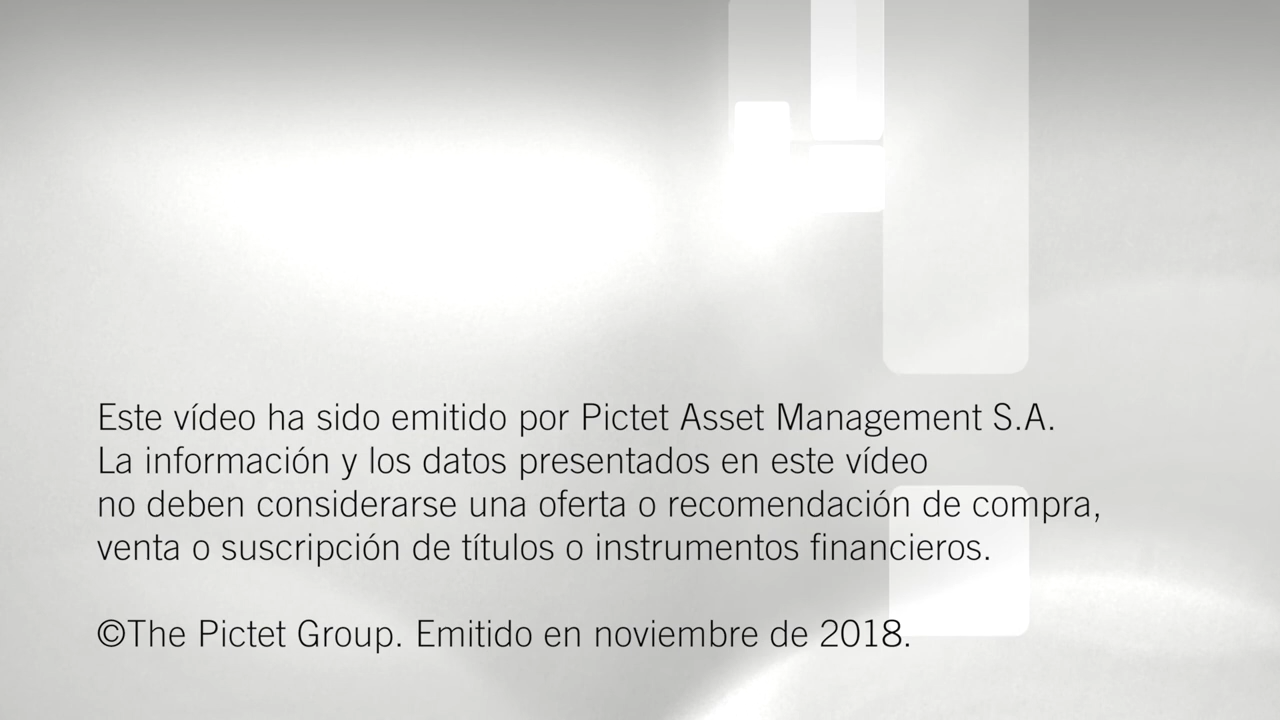 Este vídeo ha sido emitido por Pictet Asset Management S.A.
La información y los datos presentados en este vídeo
no deben considerarse una oferta o recomendación de compra,
venta o suscripción de títulos o instrumentos financieros.
©The Pictet Group. Emitido en noviembre de 2018.